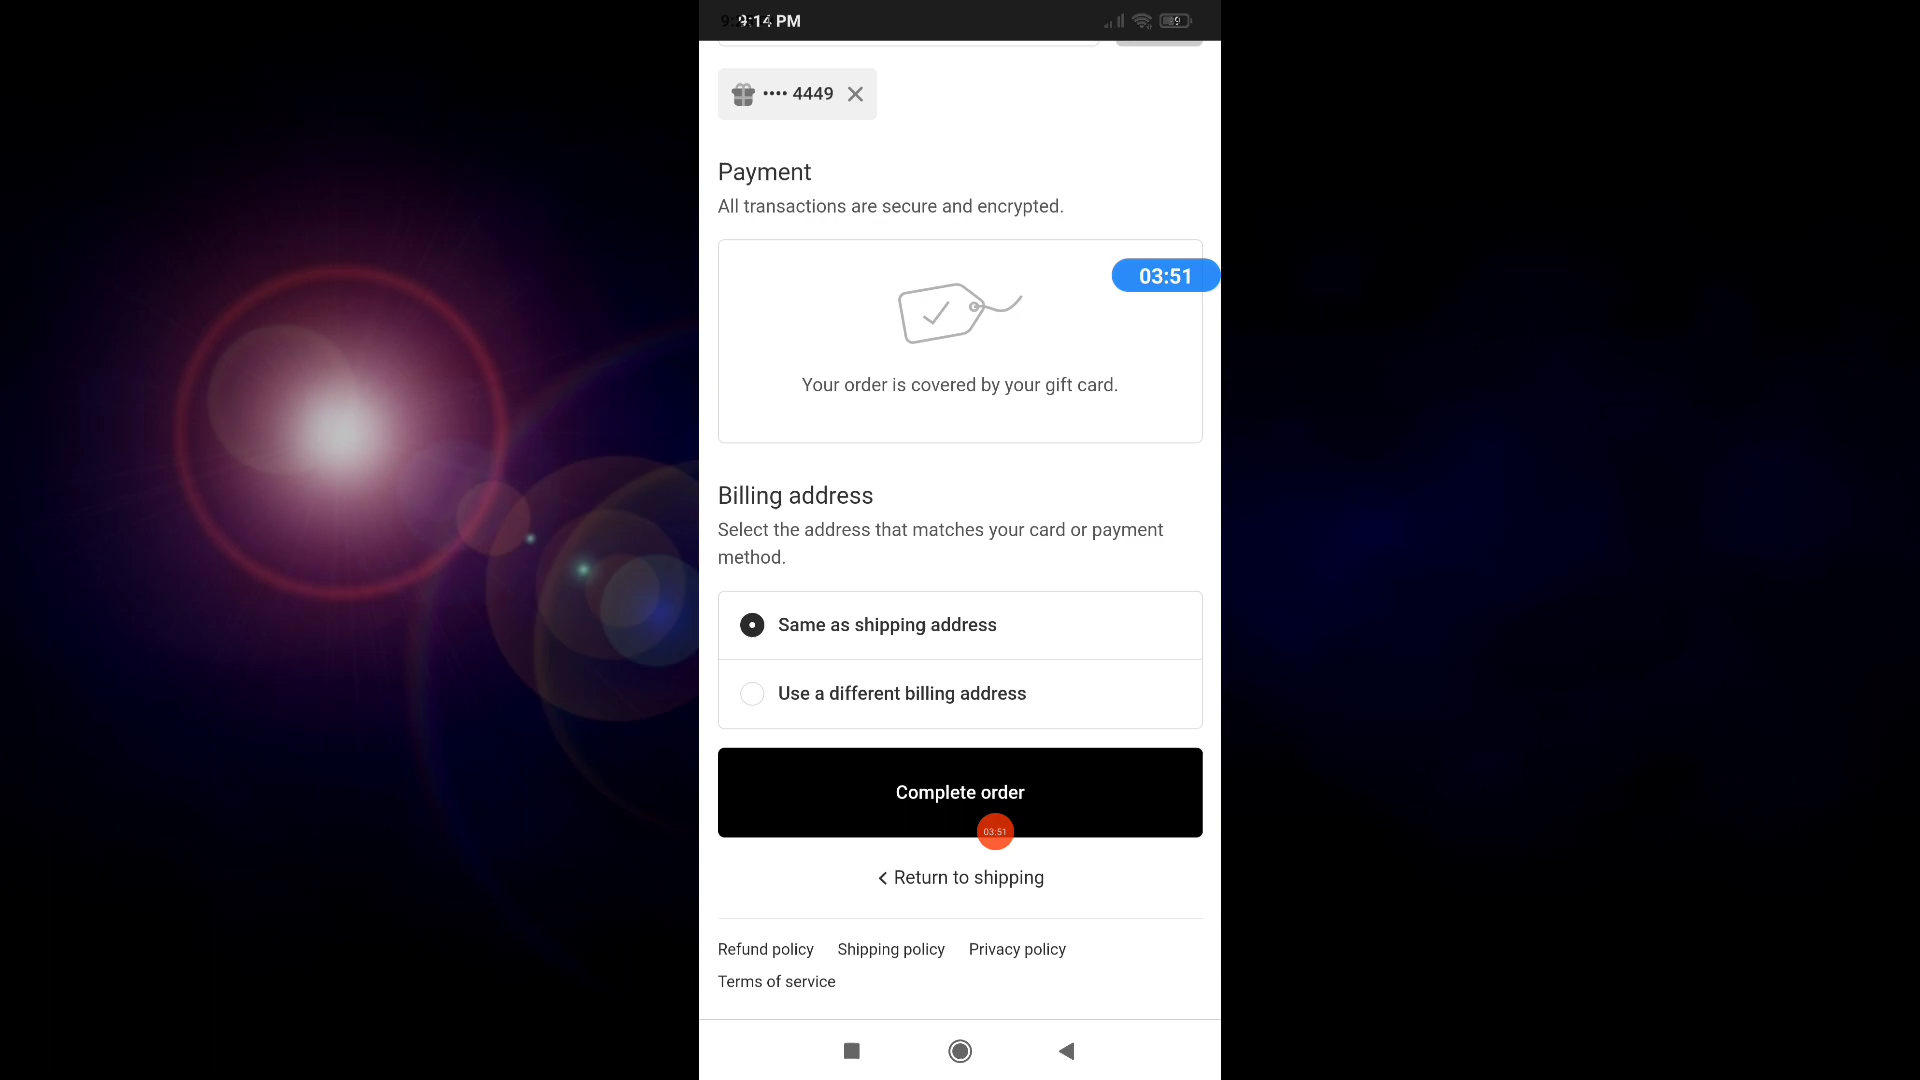 9:14 PM
•••• 4449
Payment
All transactions are secure and encrypted.
03:51
Your order is covered by your gift card.
Billing address
Select the address that matches your card or payment
method.
Same as shipping address
Use a different billing address
Complete order
03:51
Return to shipping
Refund policy Shipping policy Privacy policy
Terms of service